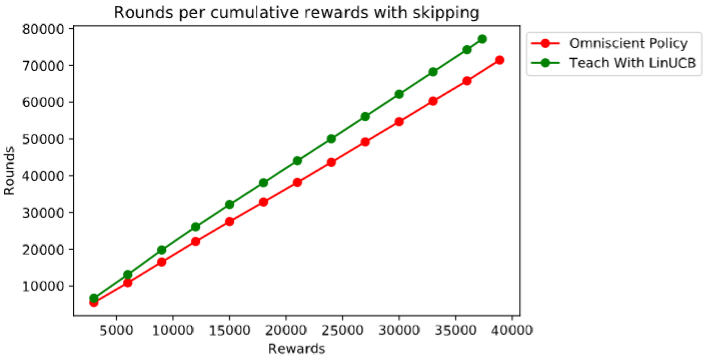 Rounds per cumulative rewards with skipping
80000
70000
60000
50000
40000
30000
20000
10000
Rounds
5000 10000 15000 20000 25000 30000 35000 40000
Rewards
Omniscient Policy
Teach With LinUCB